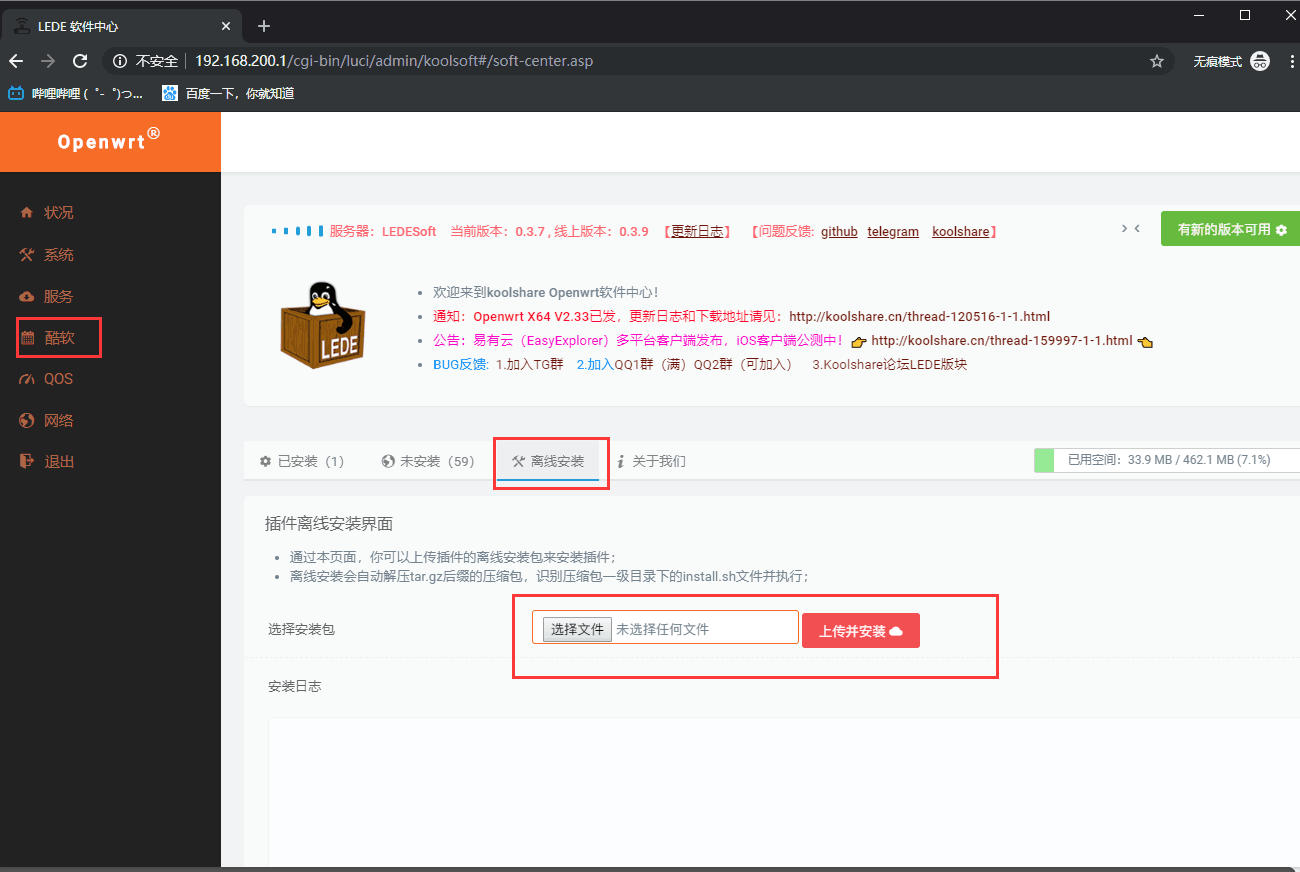 LEDE 软件中心
不安全 192.168.200.1/cgi-bin/luci/admin/koolsoft#/soft-center.asp 无痕模式
哔哩哔哩 ( ゜- ゜)つ... 百度一下，你就知道
Openwrt®
状况
系统
服务
酷软
QOS
网络
退出
服务器：LEDESoft 当前版本：0.3.7 , 线上版本：0.3.9 【更新日志】 【问题反馈: github telegram koolshare】
有新的版本可用
欢迎来到koolshare Openwrt软件中心！
通知：Openwrt X64 V2.33已发，更新日志和下载地址请见：http://koolshare.cn/thread-120516-1-1.html
公告：易有云（EasyExplorer）多平台客户端发布，iOS客户端公测中！ 👉 http://koolshare.cn/thread-159997-1-1.html 👈
BUG反馈: 1.加入TG群 2.加入QQ1群（满）QQ2群（可加入） 3.Koolshare论坛LEDE版块
LEDE
已安装（1） 未安装（59） 离线安装 关于我们
已用空间：33.9 MB / 462.1 MB (7.1%)
插件离线安装界面
通过本页面，你可以上传插件的离线安装包来安装插件；
离线安装会自动解压tar.gz后缀的压缩包，识别压缩包一级目录下的install.sh文件并执行；
选择安装包 选择文件 未选择任何文件 上传并安装
安装日志